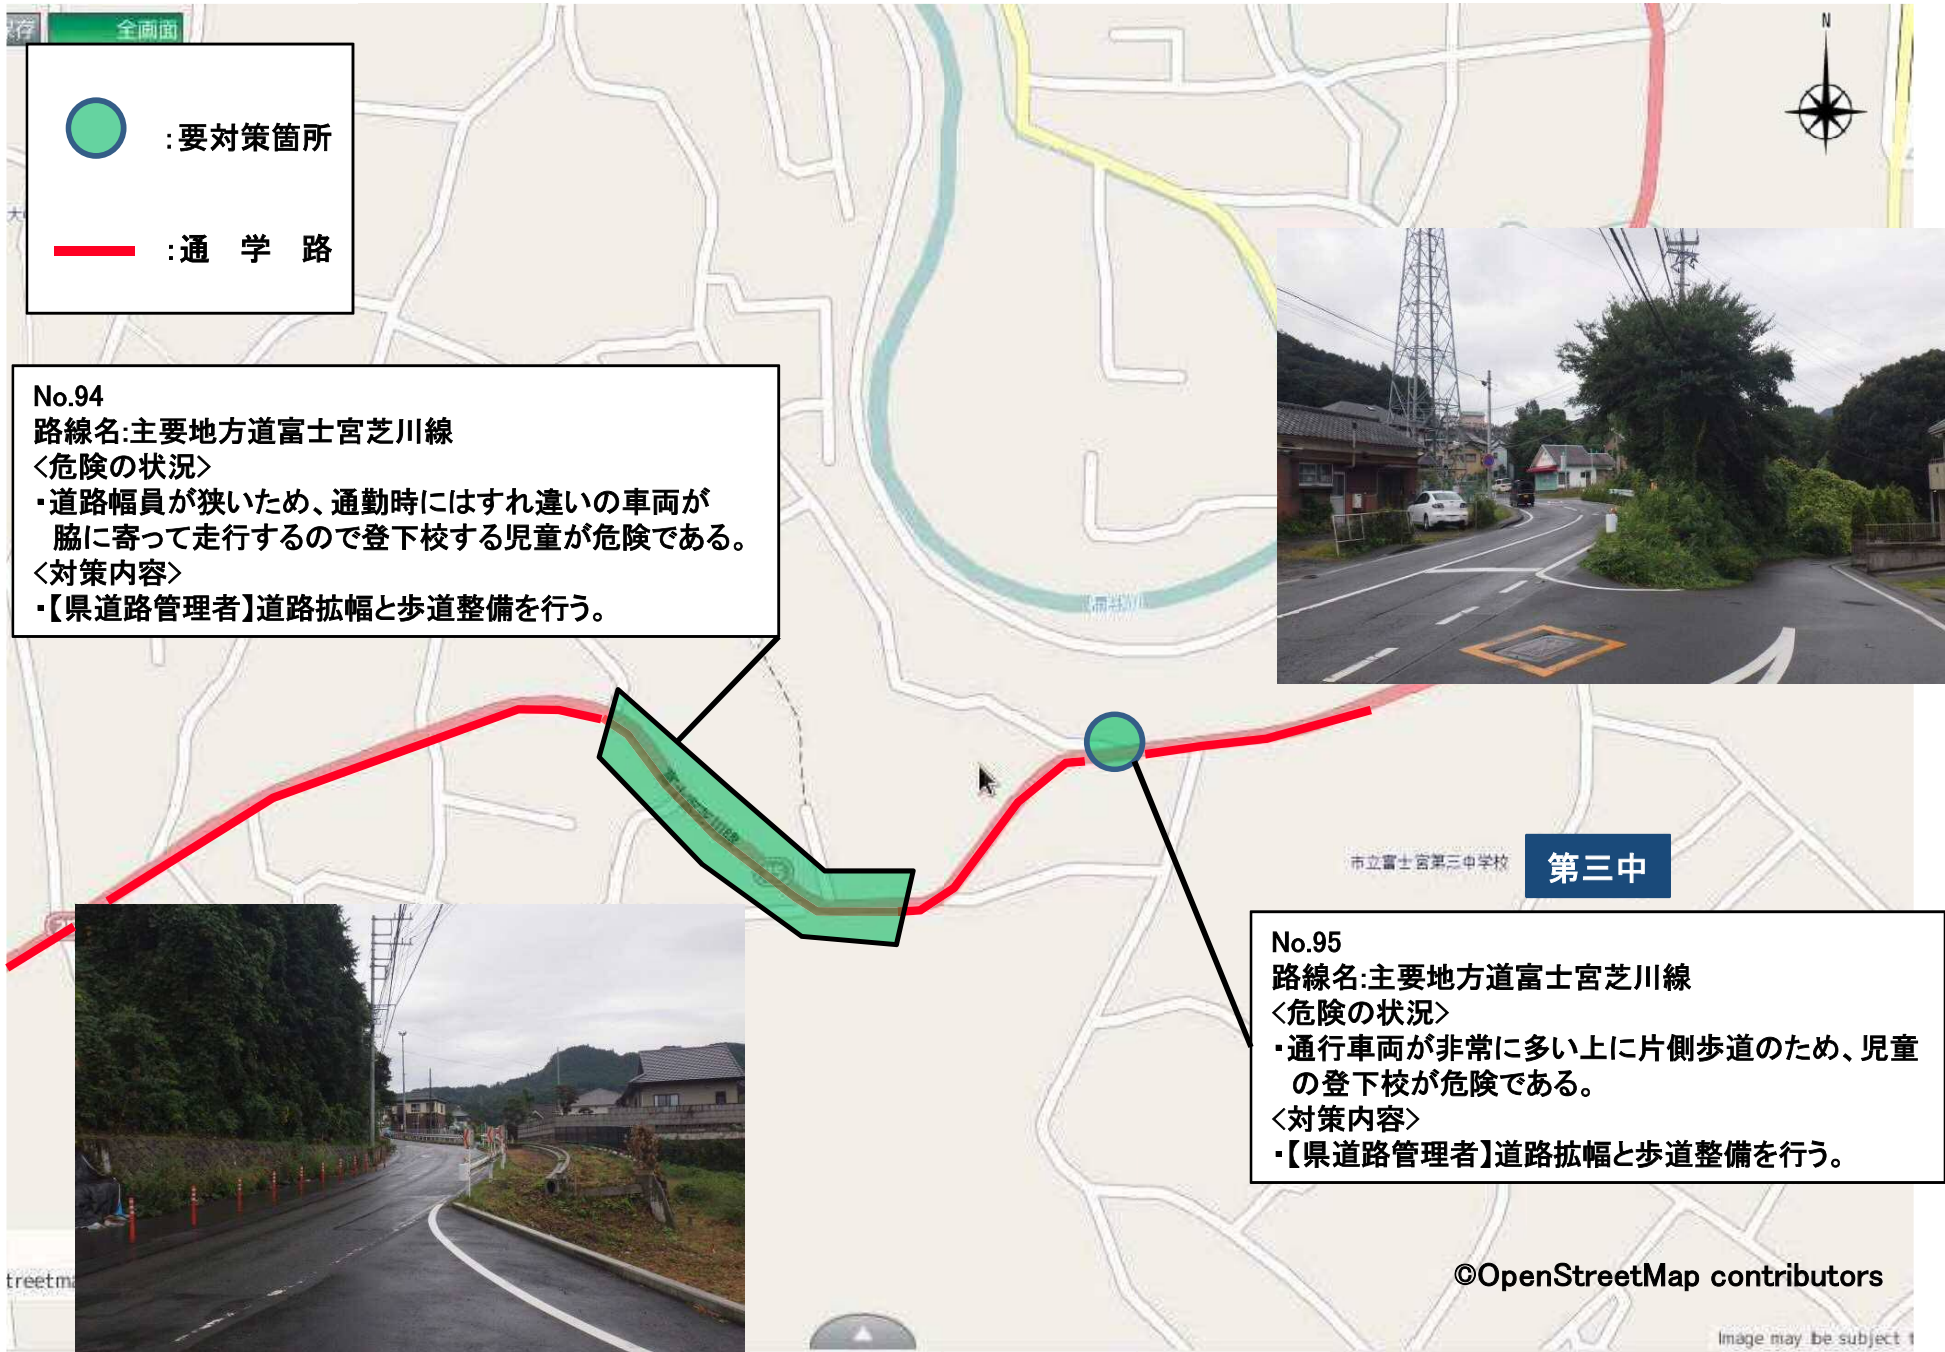 全画面
:要対策箇所
:通 学 路
N
No.94
路線名:主要地方道富士宮芝川線
<危険の状況>
・道路幅員が狭いため、通勤時にはすれ違いの車両が
脇に寄って走行するので登下校する児童が危険である。
<対策内容>
・【県道路管理者】道路拡幅と歩道整備を行う。
市立富士宮第三中学校
第三中
No.95
路線名:主要地方道富士宮芝川線
<危険の状況>
・通行車両が非常に多い上に片側歩道のため、児童
の登下校が危険である。
<対策内容>
・【県道路管理者】道路拡幅と歩道整備を行う。
©OpenStreetMap contributors
Image may be subject